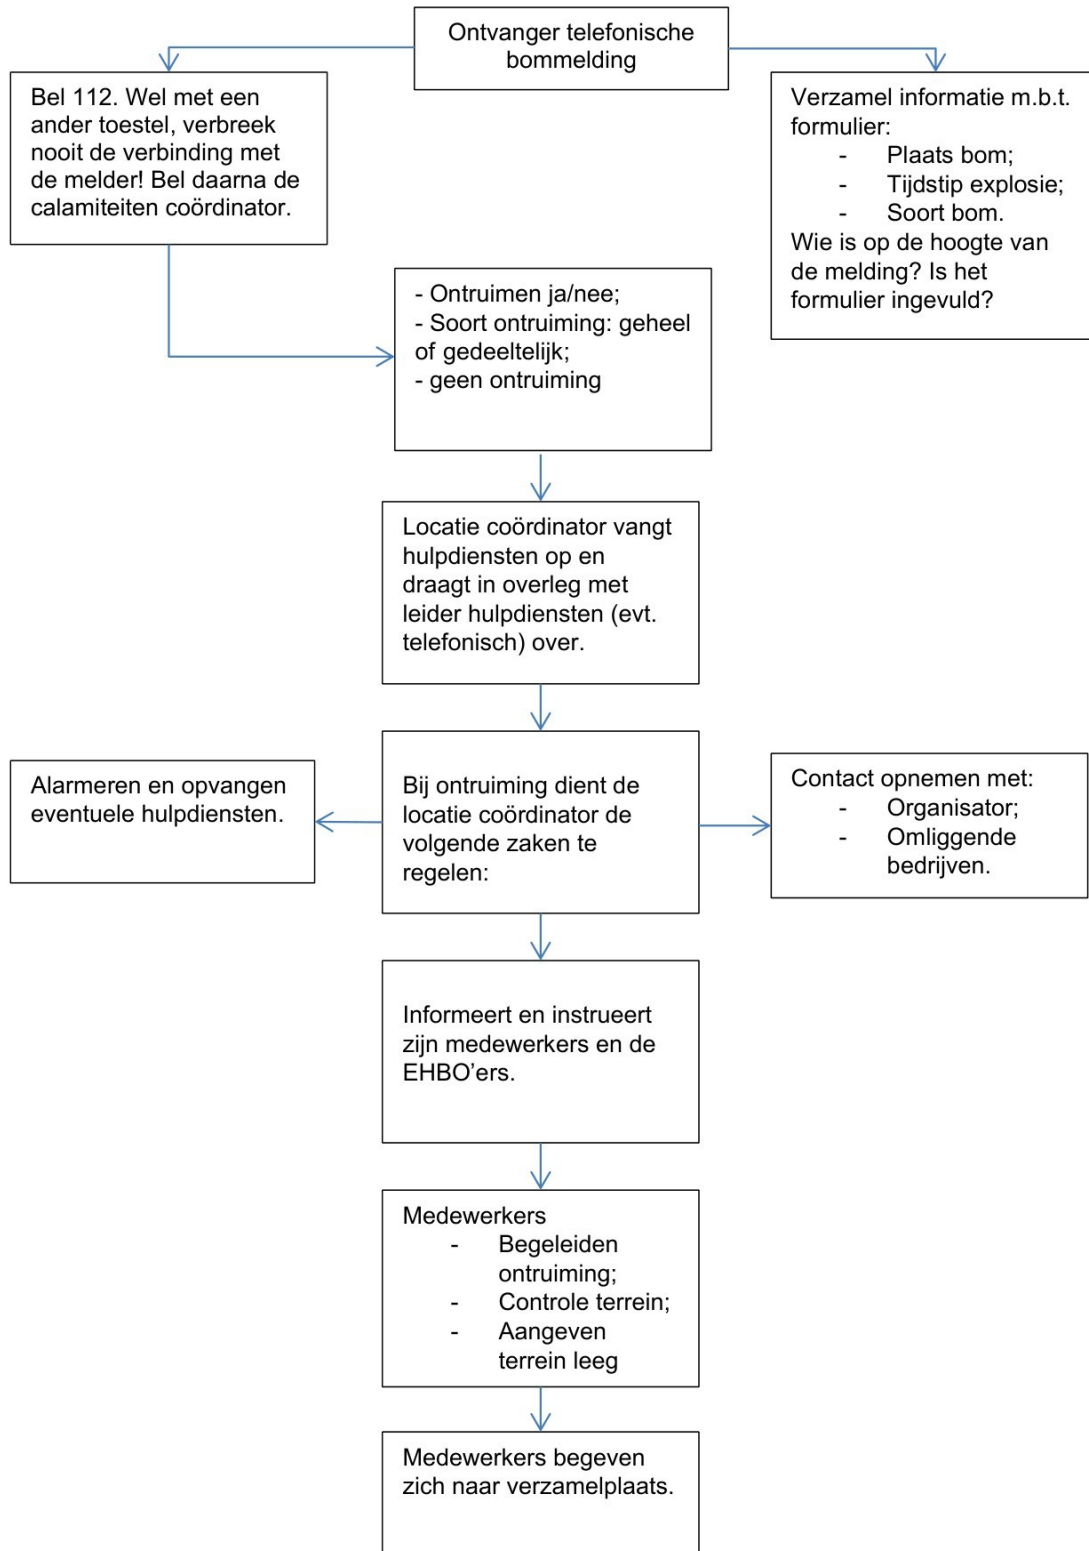 Ontvanger telefonische
bommelding
Bel 112. Wel met een
ander toestel, verbreek
nooit de verbinding met
de melder! Bel daarna de
calamiteiten coördinator.
Verzamel informatie m.b.t.
formulier:
- Plaats bom;
- Tijdstip explosie;
- Soort bom.
Wie is op de hoogte van
de melding? Is het
formulier ingevuld?
- Ontruimen ja/nee;
- Soort ontruiming: geheel
of gedeeltelijk;
- geen ontruiming
Locatie coördinator vangt
hulpdiensten op en
draagt in overleg met
leider hulpdiensten (evt.
telefonisch) over.
Alarmeren en opvangen
eventuele hulpdiensten.
Bij ontruiming dient de
locatie coördinator de
volgende zaken te
regelen:
Contact opnemen met:
- Organisator;
- Omliggende
bedrijven.
Informeert en instrueert
zijn medewerkers en de
EHBO’ers.
Medewerkers
- Begeleiden
ontruiming;
- Controle terrein;
- Aangeven
terrein leeg
Medewerkers begeven
zich naar verzamelplaats.